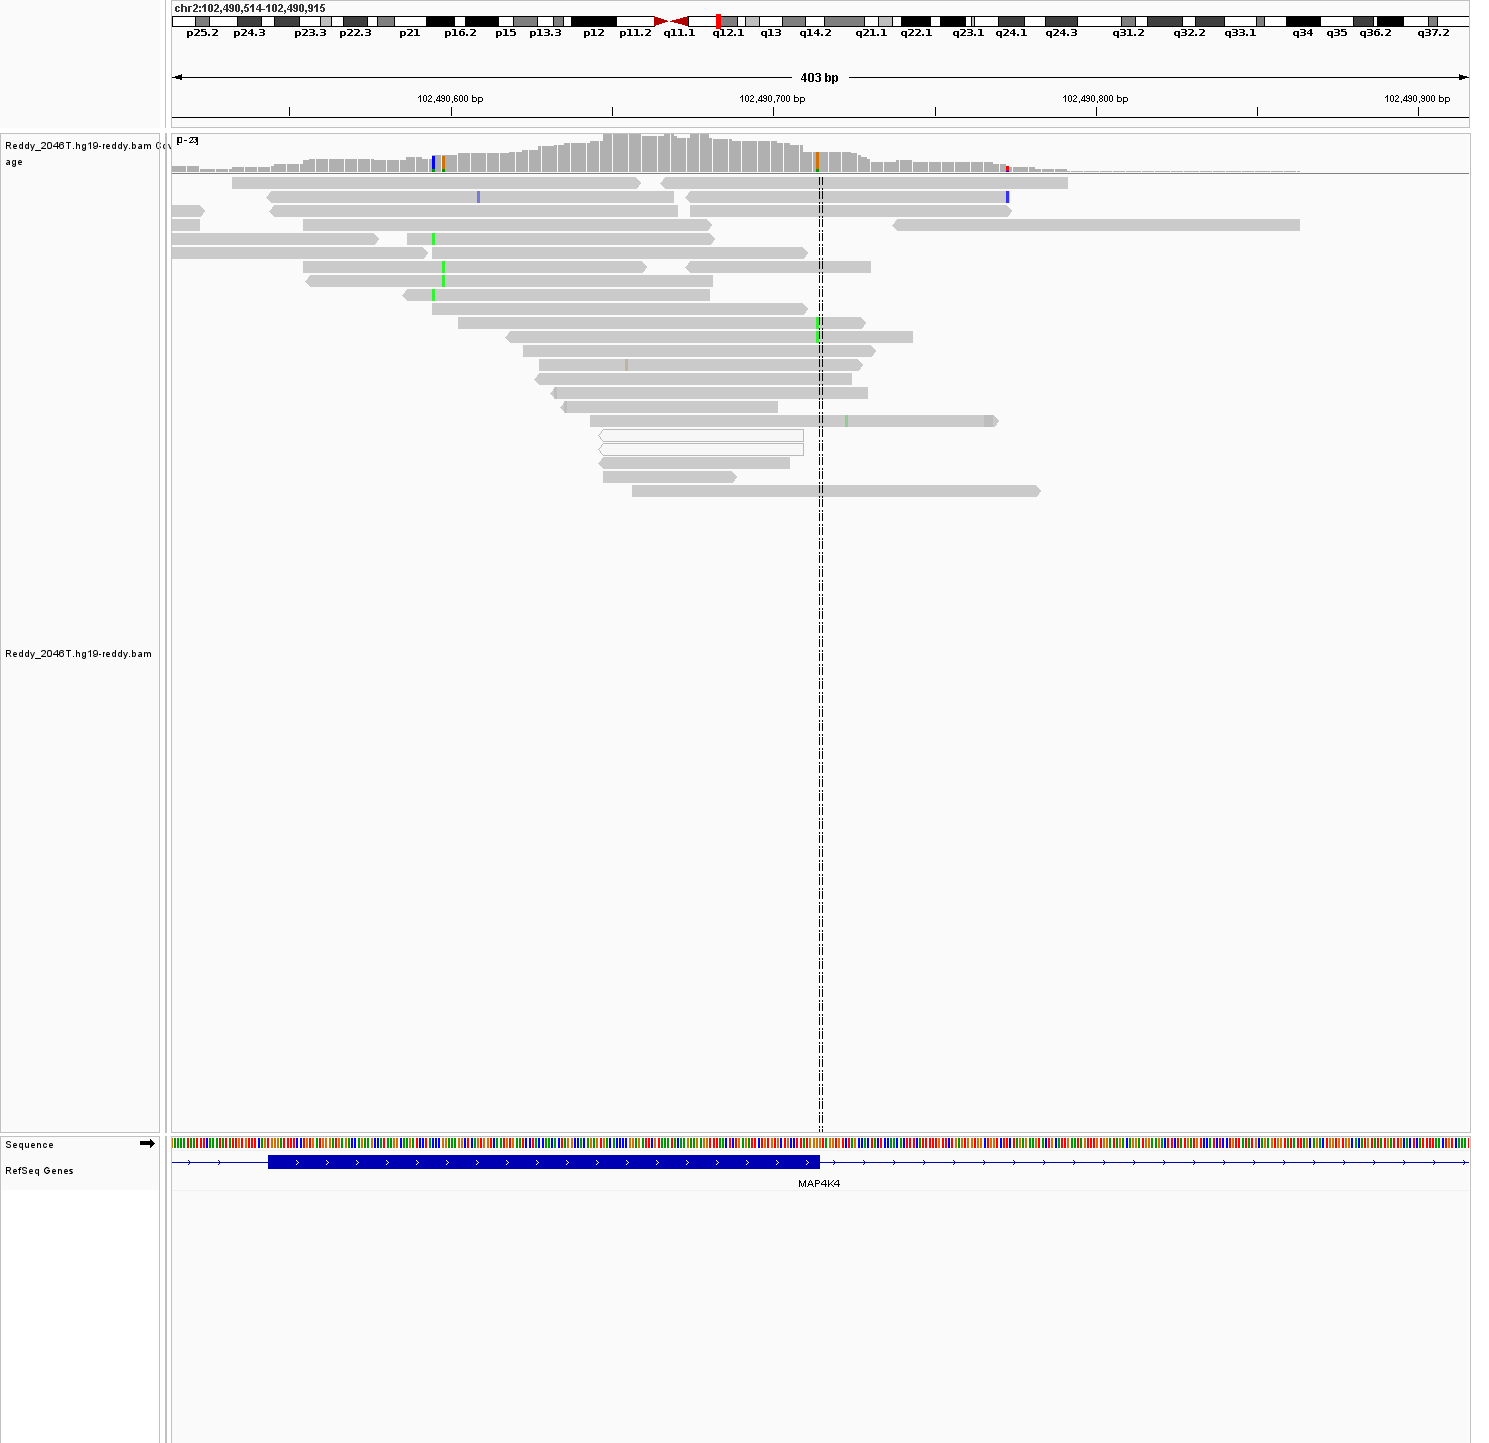 chr2:102,490,514-102,490,915
p25.2 p24.3 p23.3 p22.3 p21 p16.2 p15 p13.3 p12 p11.2 q11.1 q12.1 q13 q14.2 q21.1 q22.1 q23.1 q24.1 q24.3 q31.2 q32.2 q33.1 q34 q35 q36.2 q37.2
403 bp
102,490,600 bp 102,490,700 bp 102,490,800 bp 102,490,900 bp
Reddy_2046T.hg19-reddy.bam Cov
age
[0 - 23]
Reddy_2046T.hg19-reddy.bam
Sequence
RefSeq Genes
MAP4K4